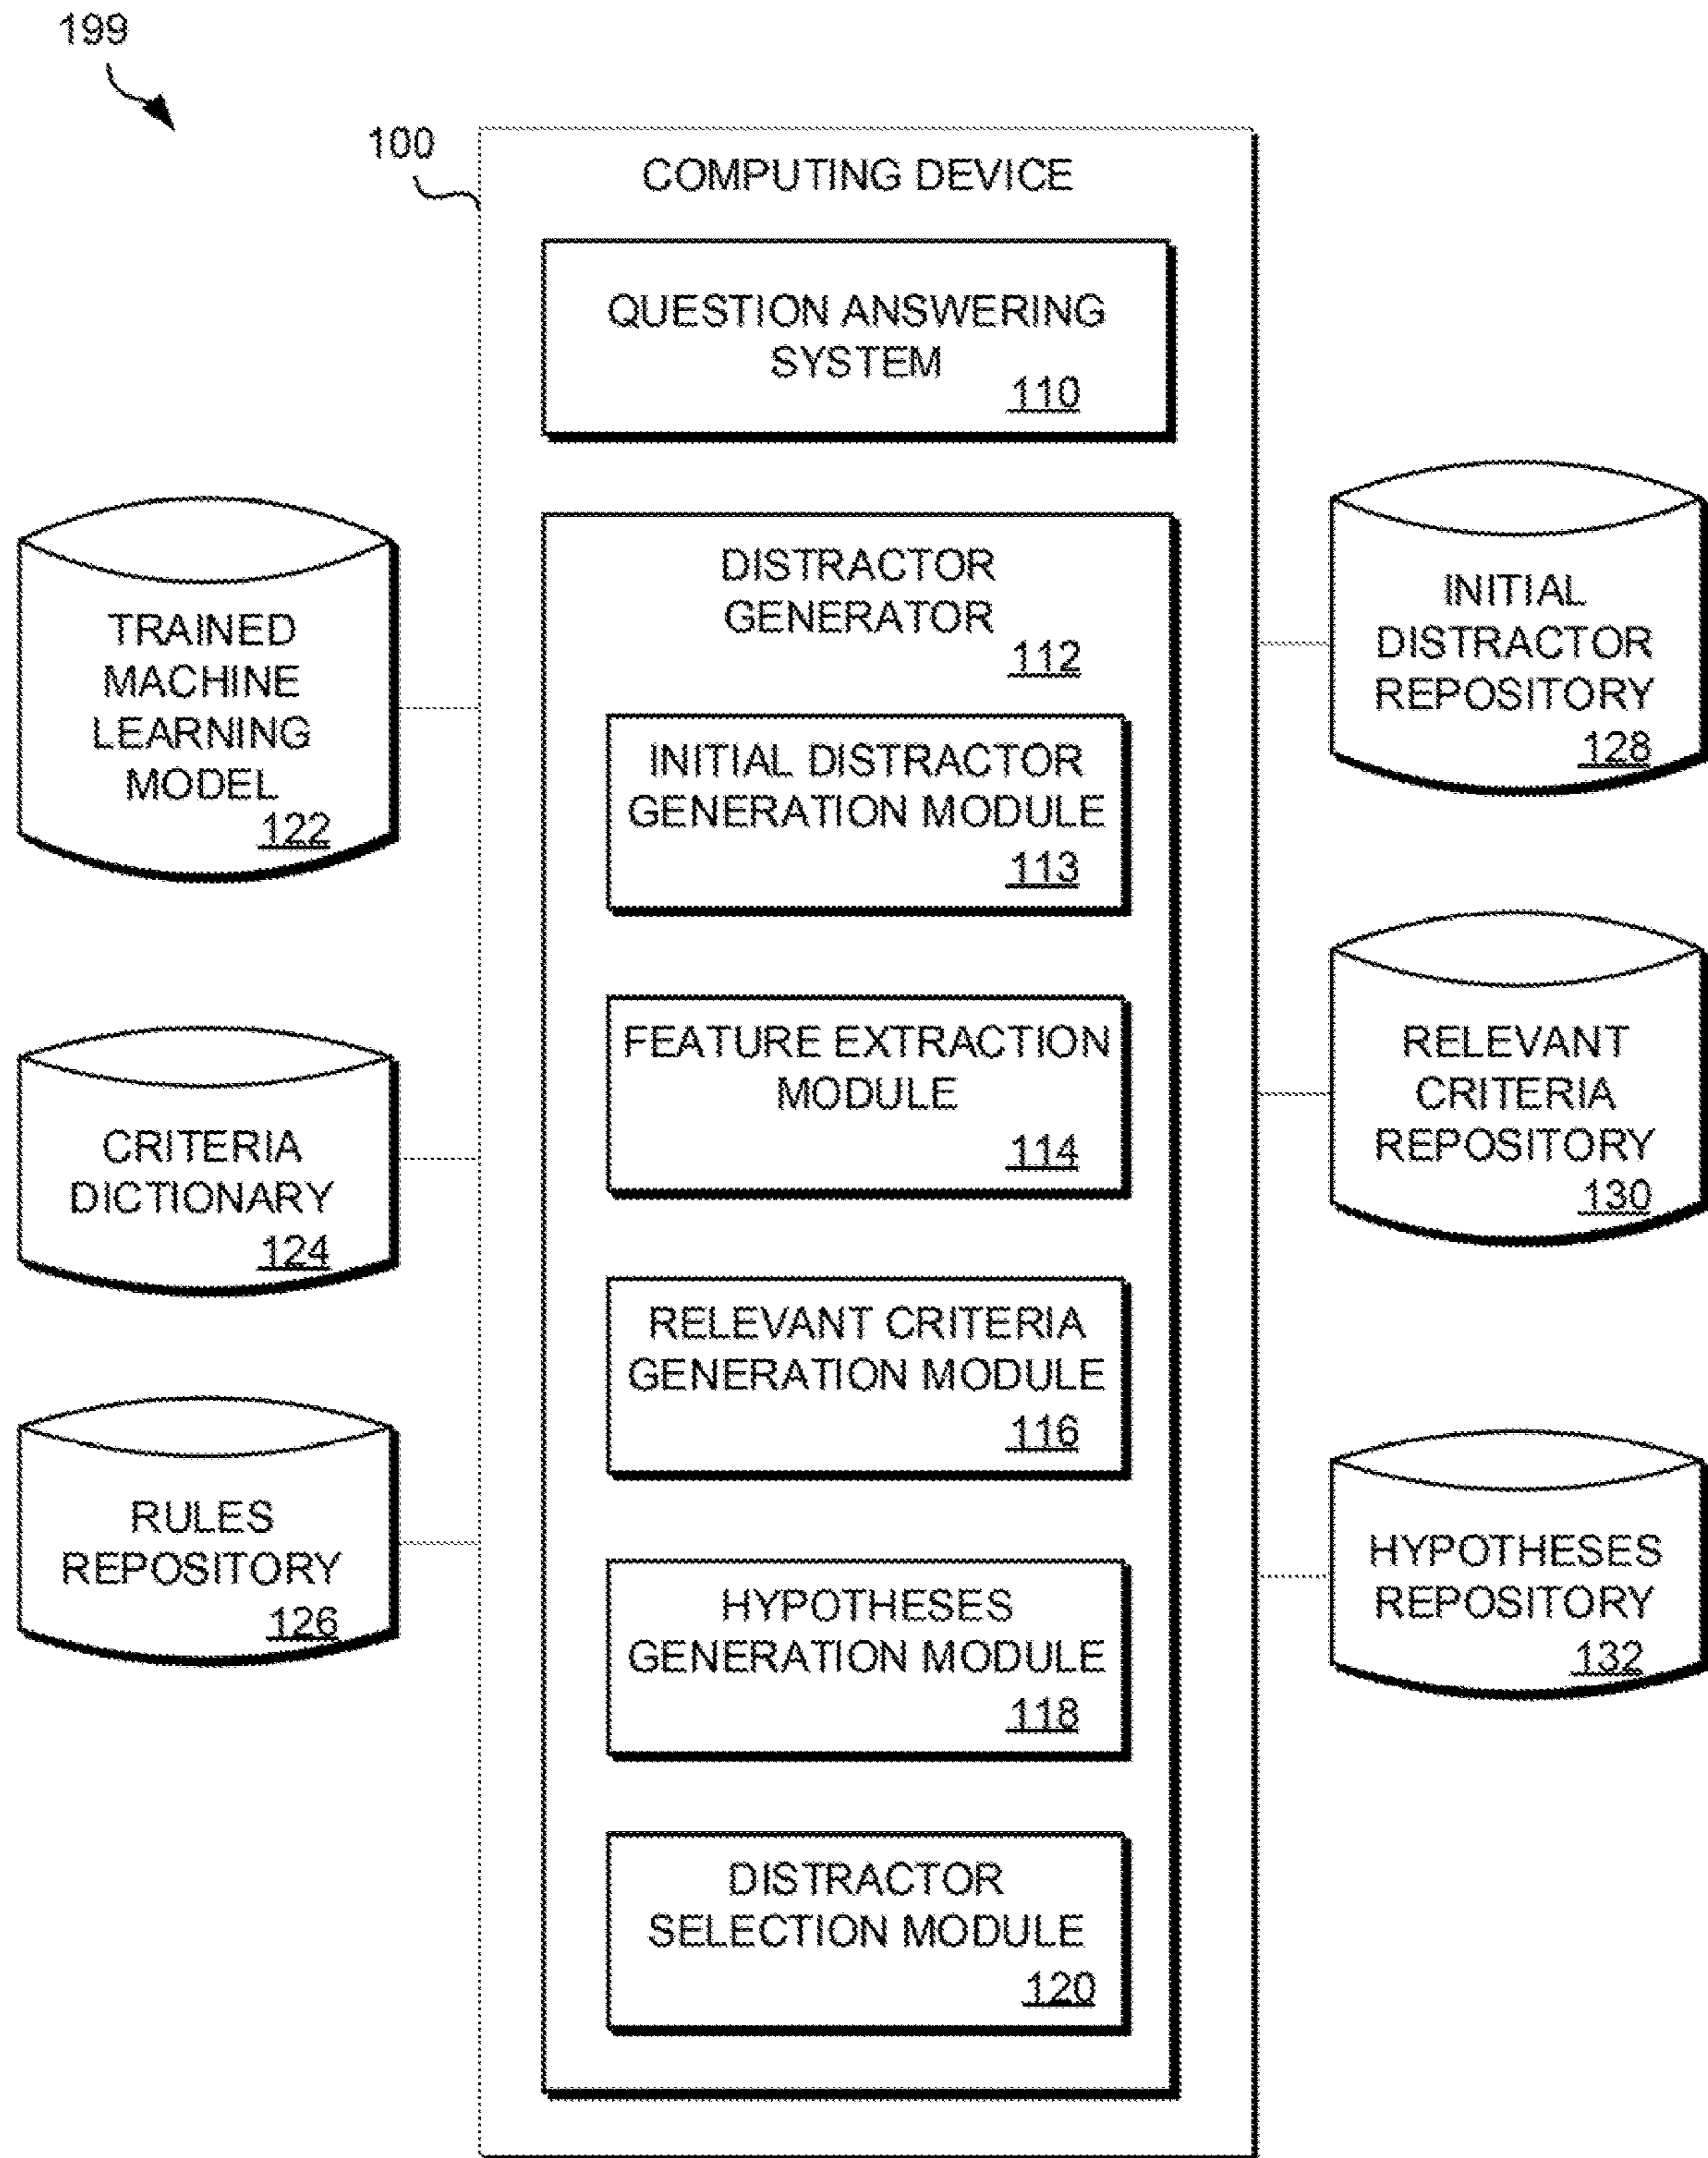 199
100
COMPUTING DEVICE
QUESTION ANSWERING
SYSTEM
110
DISTRACTOR
GENERATOR
112
INITIAL DISTRACTOR
GENERATION MODULE
113
FEATURE EXTRACTION
MODULE
114
RELEVANT CRITERIA
GENERATION MODULE
116
HYPOTHESES
GENERATION MODULE
118
DISTRACTOR
SELECTION MODULE
120
TRAINED
MACHINE
LEARNING
MODEL
122
CRITERIA
DICTIONARY
124
RULES
REPOSITORY
126
INITIAL
DISTRACTOR
REPOSITORY
128
RELEVANT
CRITERIA
REPOSITORY
130
HYPOTHESES
REPOSITORY
132